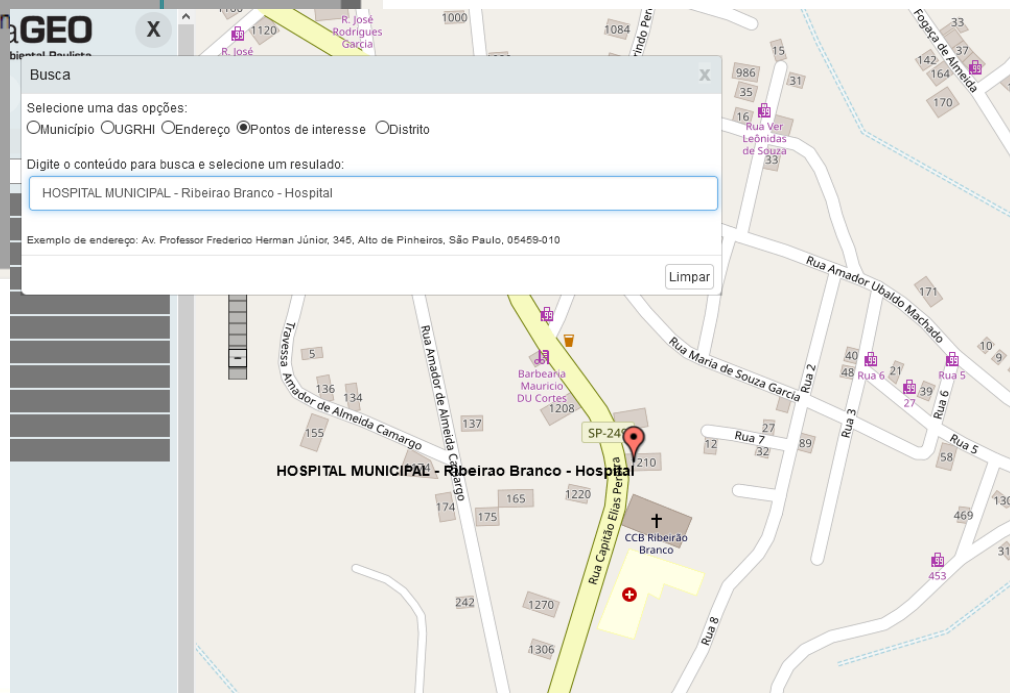 GEO
X
Ambiental Paulista
Busca
X
Selecione uma das opções:
Município UGRHI Endereço Pontos de interesse Distrito
Digite o conteúdo para busca e selecione um resulado:
HOSPITAL MUNICIPAL - Ribeirao Branco - Hospital
Exemplo de endereço: Av. Professor Frederico Herman Júnior, 345, Alto de Pinheiros, São Paulo, 05459-010
Limpar
1120
R. José
R. José
Rodrigues
Garcia
1000
1084
33
142
37
164
Fogaça de Almeida
170
15
986
31
35
16
Rua Ver
Leônidas
de Souza
33
Rua Amador Ubaldo Machado
171
Travessa Amador de Almeida Camargo
5
136
134
155
Rua Amador de Almeida Camargo
137
Barbearia
Mauricio
DU Cortes
1208
Rua Maria de Souza Garcia
Rua 2
40
48
Rua 6
21
39
27
Rua 5
10
9
Rua 6
Rua 3
Rua 5
SP-249
210
12
Rua 7
27
32
89
58
HOSPITAL MUNICIPAL - Ribeirao Branco - Hospital
174
165
175
1220
Rua Capitão Elias Pereira
CCB Ribeirão
Branco
469
130
31
453
242
1270
1306
Rua 8